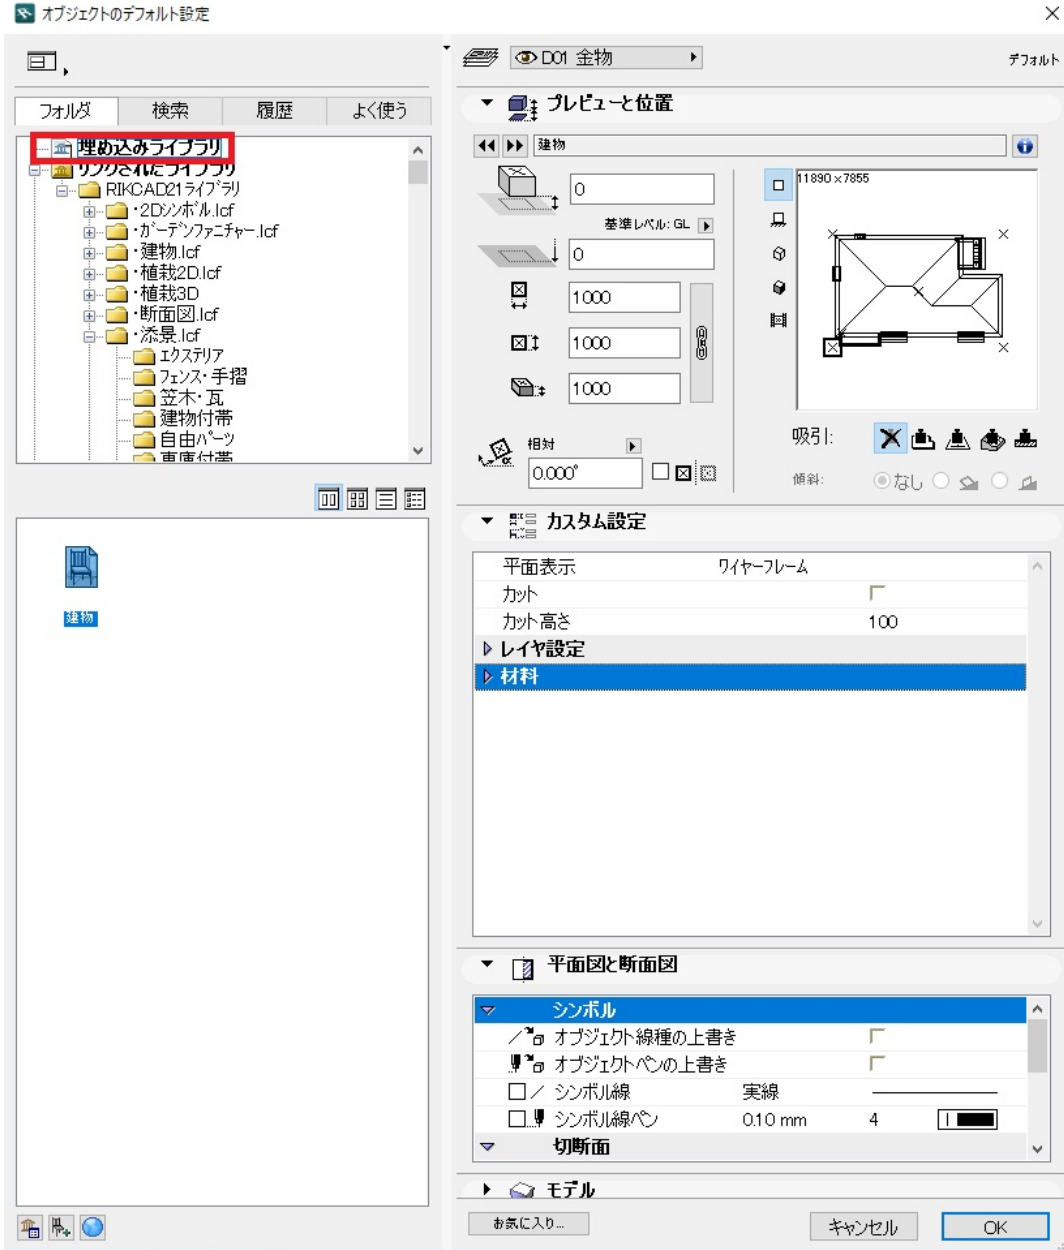 オブジェクトのデフォルト設定
フォルダ 検索 履歴 よく使う
埋め込みライブラリ
リンクされたライブラリ
RIKCAD21ライブラリ
・2Dシンボル.lcf
・ガーデンファニチャー.lcf
・建物.lcf
・植栽2D.lcf
・植栽3D
・断面図.lcf
・添景.lcf
エクステリア
フェンス・手摺
笠木・瓦
建物付帯
自由パーツ
車庫付帯
建物
D01 金物
デフォルト
プレビューと位置
建物
0
基準レベル: GL
0
1000
1000
1000
相対
0.000°
11890×7855
吸引:
傾斜: なし
カスタム設定
平面表示 ワイヤーフレーム
カット
カット高さ 100
レイヤ設定
材料
平面図と断面図
シンボル
オブジェクト線種の上書き
オブジェクトペンの上書き
シンボル線 実線
シンボル線ペン 0.10 mm 4
切断面
モデル
お気に入り... キャンセル OK